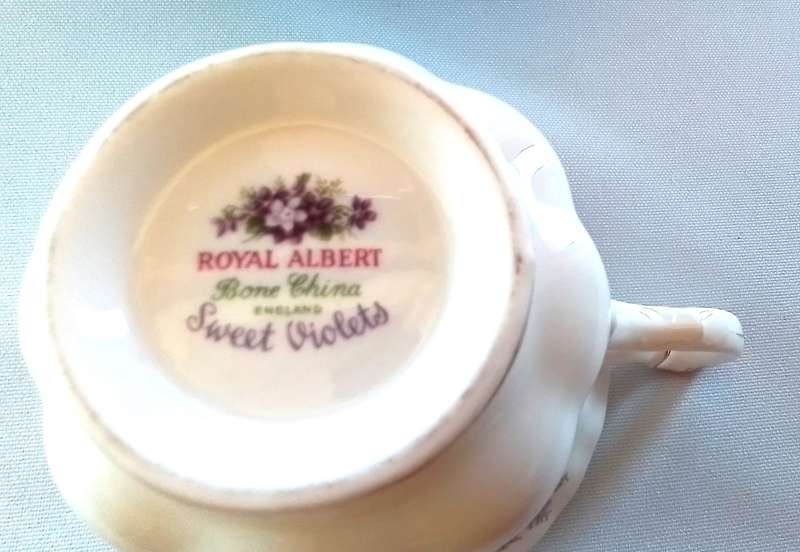 ROYAL ALBERT
Bone China
ENGLAND
Sweet Violets